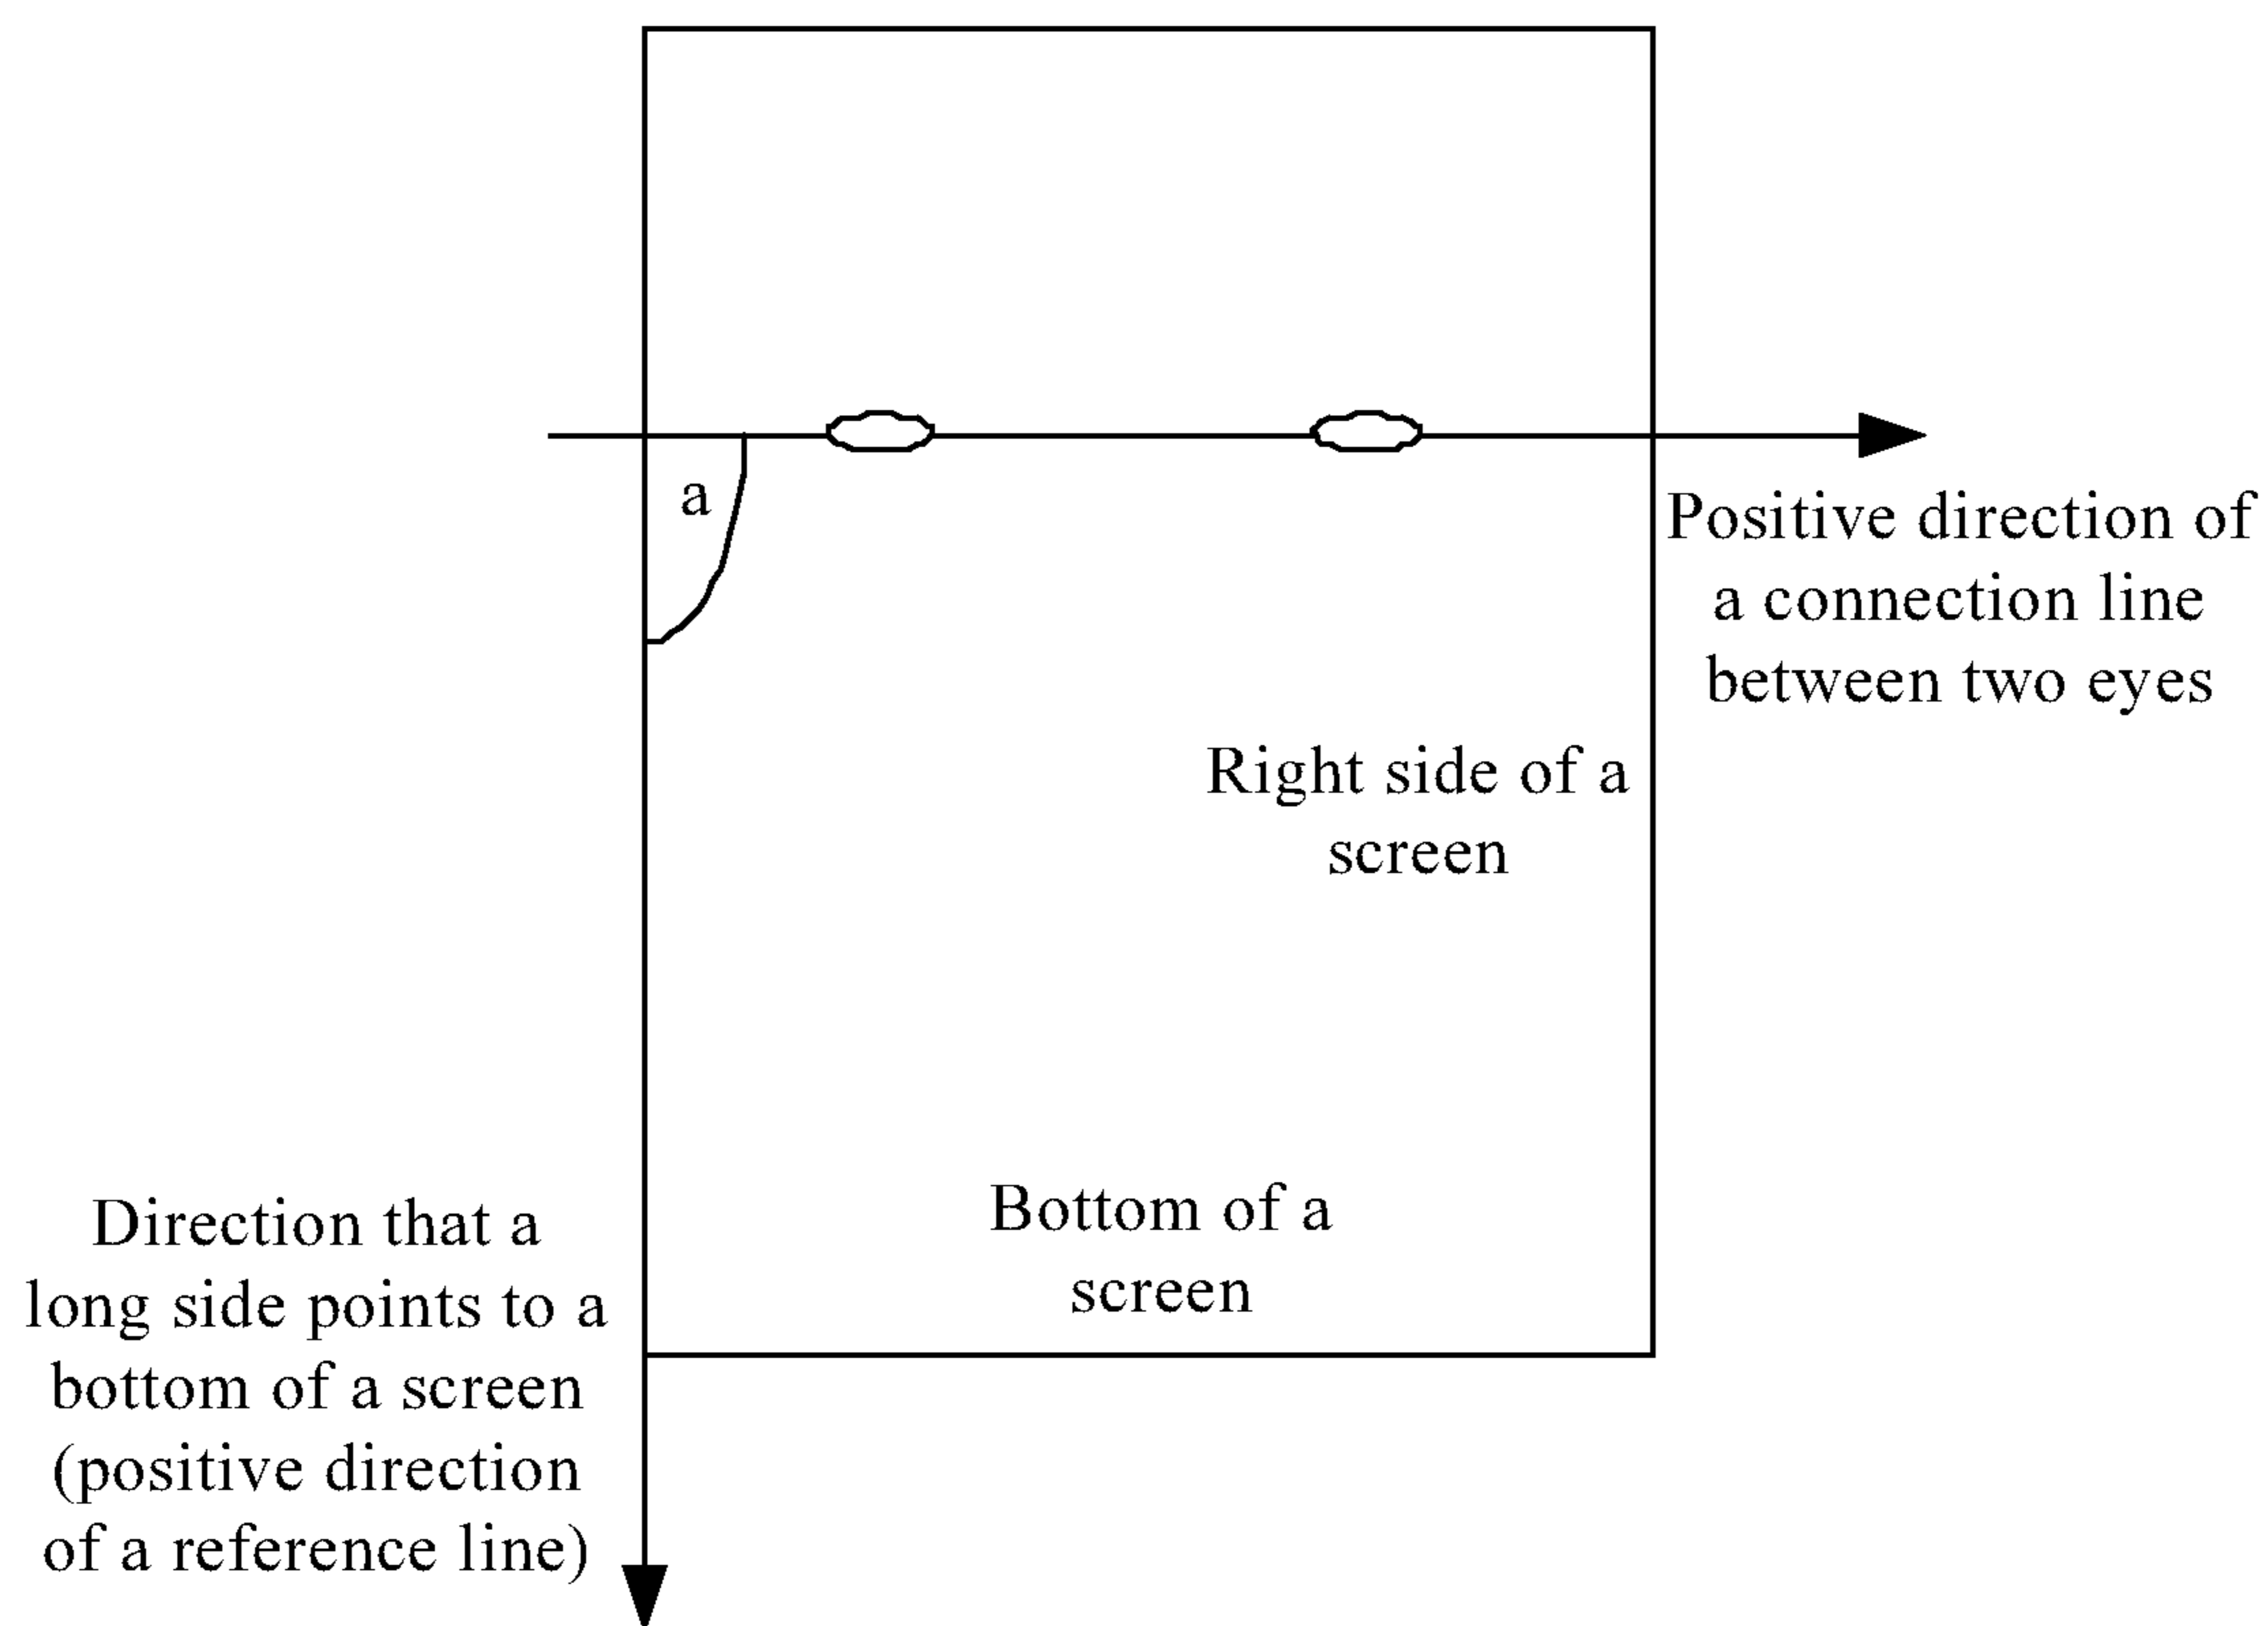 a
Positive direction of
a connection line
between two eyes
Right side of a
screen
Bottom of a
screen
Direction that a
long side points to a
bottom of a screen
(positive direction
of a reference line)